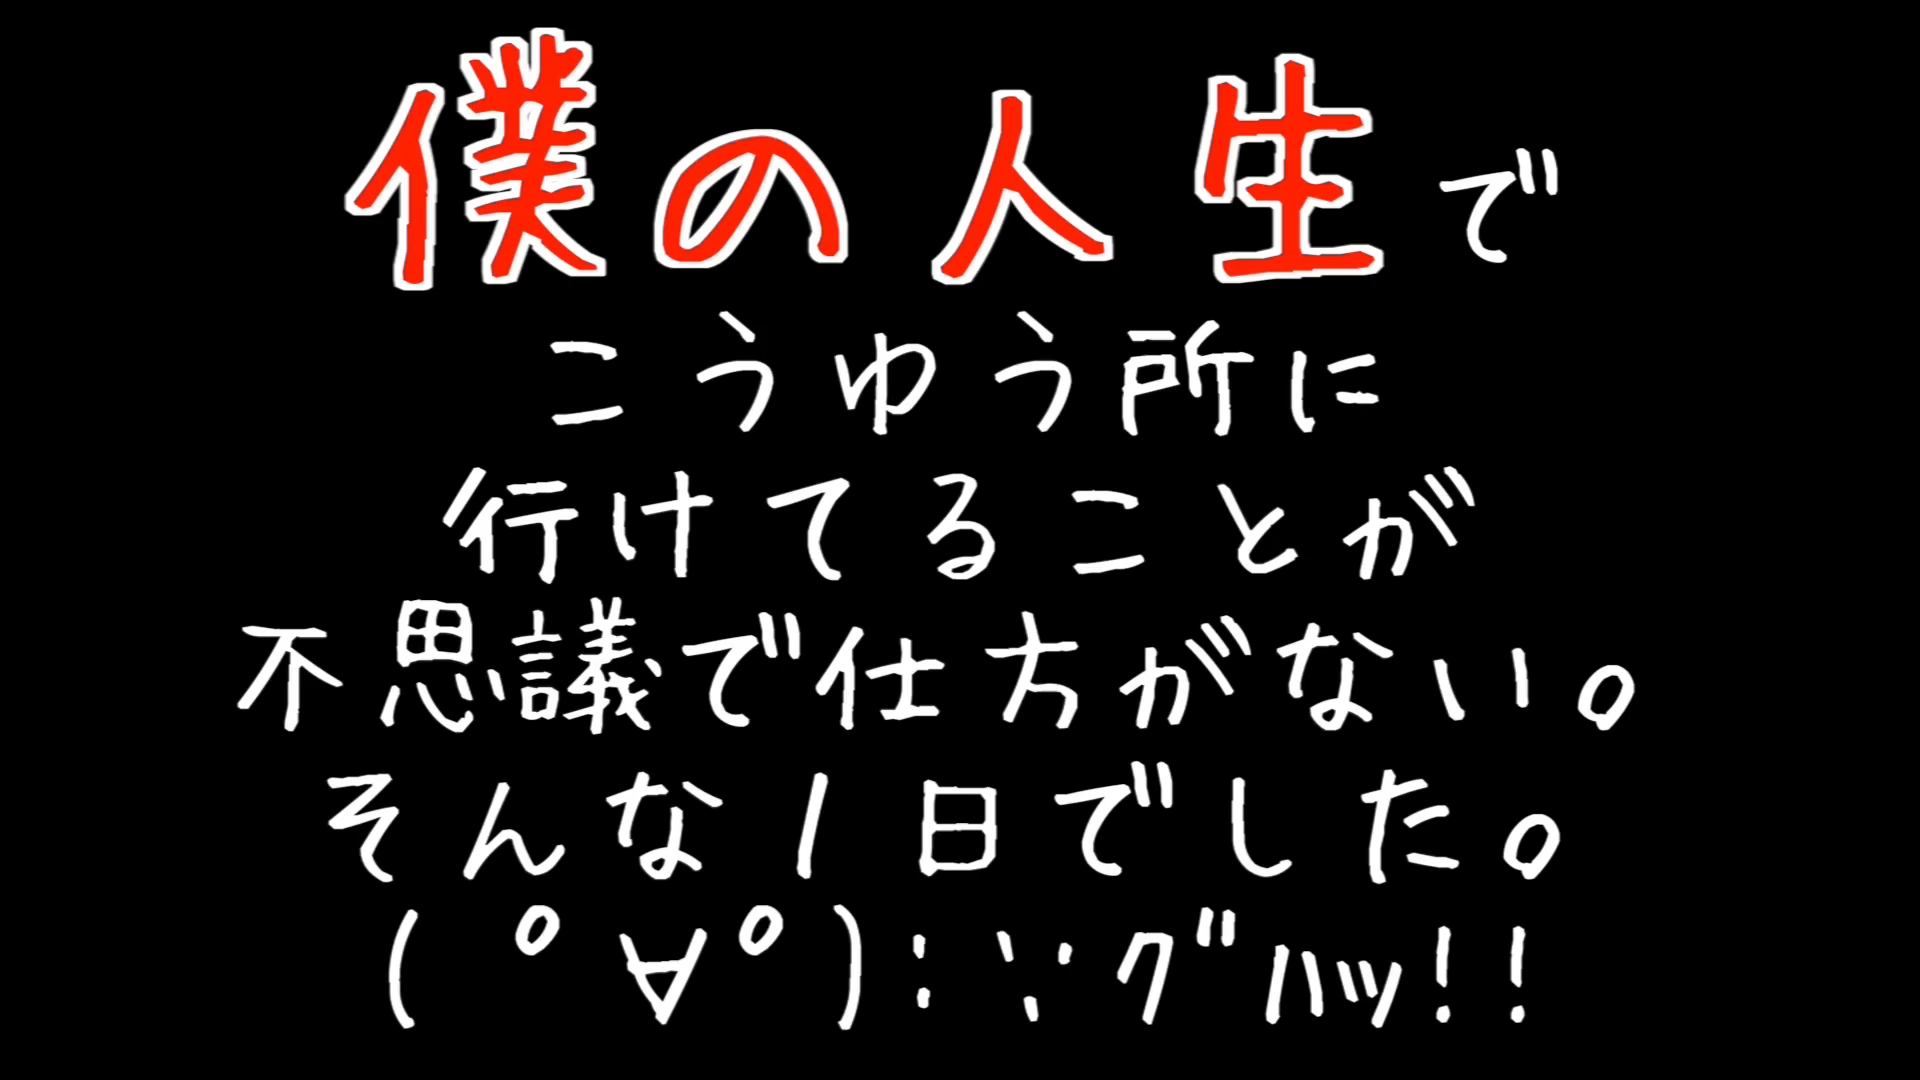 僕の人生で
こうゆう所に
行けてることが
不思議で仕方がない。
そんな1日でした。
(゜∀゜):∵グハッ!!